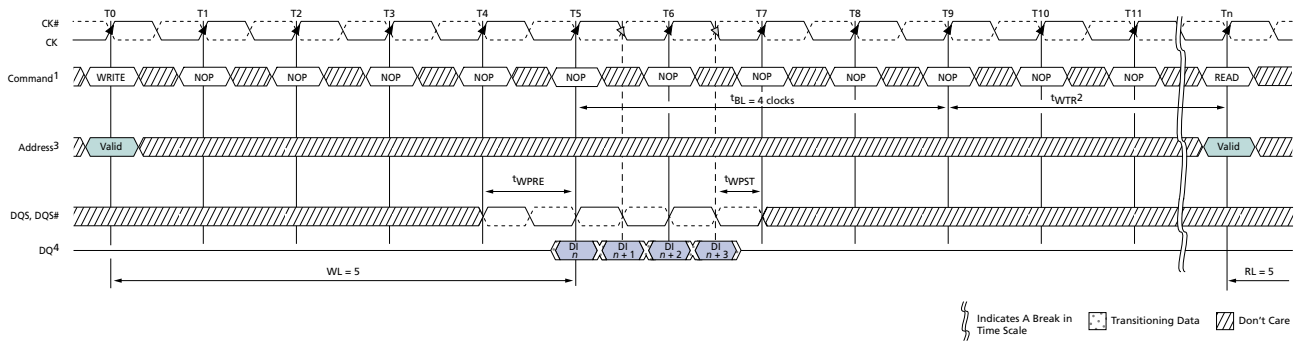 T0 T1 T2 T3 T4 T5 T6 T7 T8 T9 T10 T11 Tn
CK#
CK
Command1 WRITE NOP NOP NOP NOP NOP NOP NOP NOP NOP NOP NOP READ
tBL = 4 clocks tWTR2
Address3 Valid Valid
tWPRE tWPST
DQS, DQS#
DQ4 DI n DI n + 1 DI n + 2 DI n + 3
WL = 5 RL = 5
Indicates A Break in Transitioning Data Don't Care
Time Scale